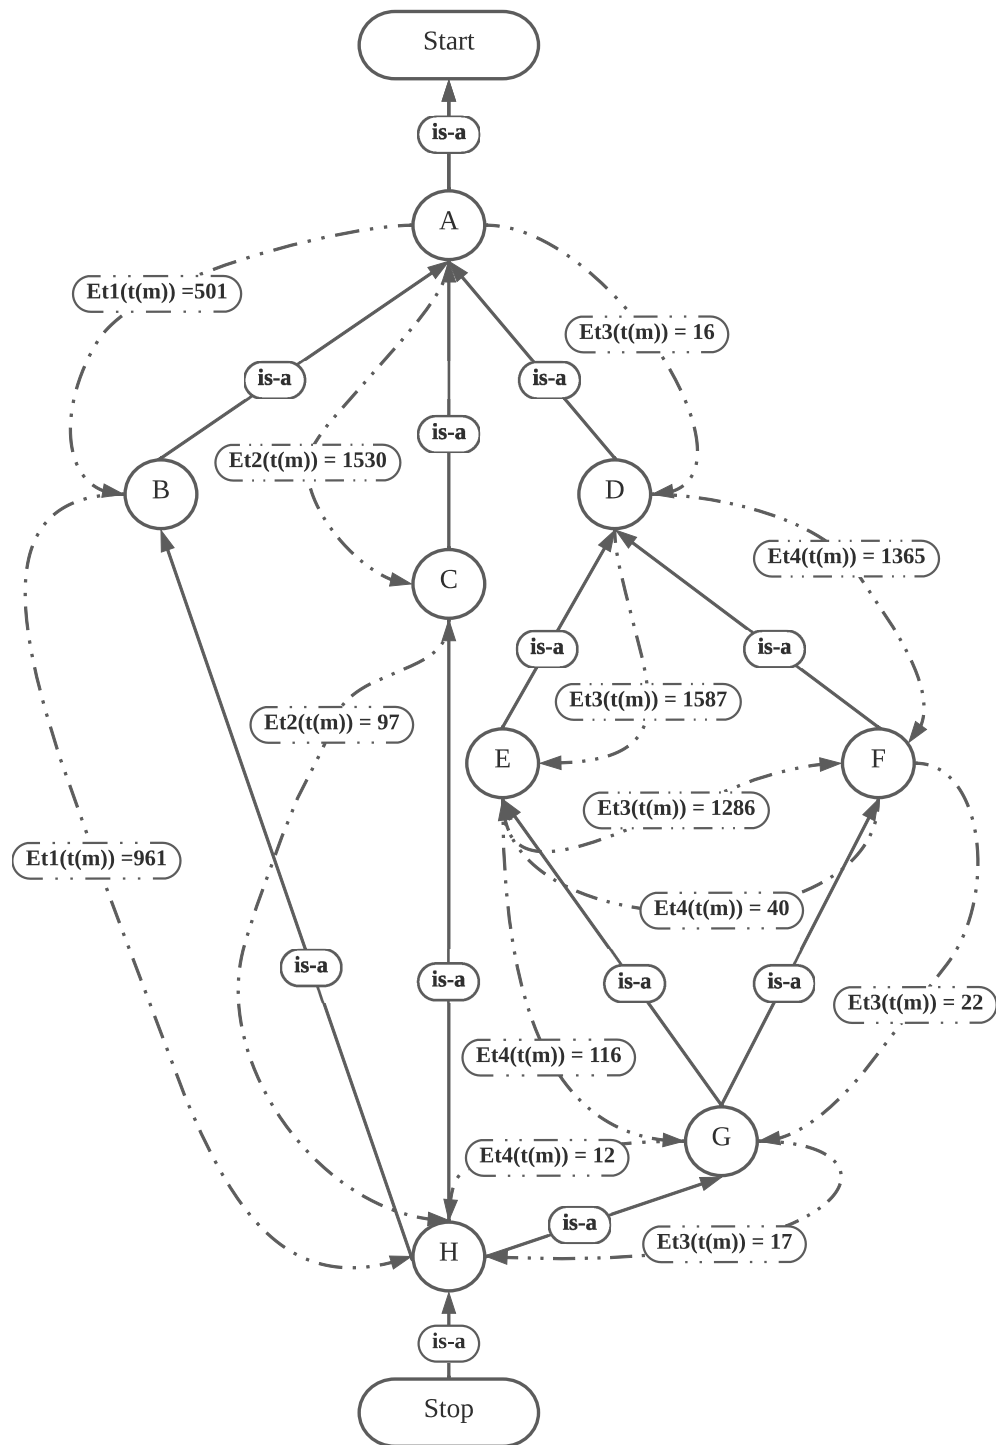 Start
is-a
A
Et1(t(m)) =501
Et3(t(m)) = 16
is-a
is-a
is-a
Et2(t(m)) = 1530
B
D
Et4(t(m)) = 1365
C
is-a
is-a
Et3(t(m)) = 1587
Et2(t(m)) = 97
E
F
Et3(t(m)) = 1286
Et1(t(m)) =961
Et4(t(m)) = 40
is-a
is-a
is-a
is-a
Et3(t(m)) = 22
Et4(t(m)) = 116
G
Et4(t(m)) = 12
is-a
Et3(t(m)) = 17
H
is-a
Stop